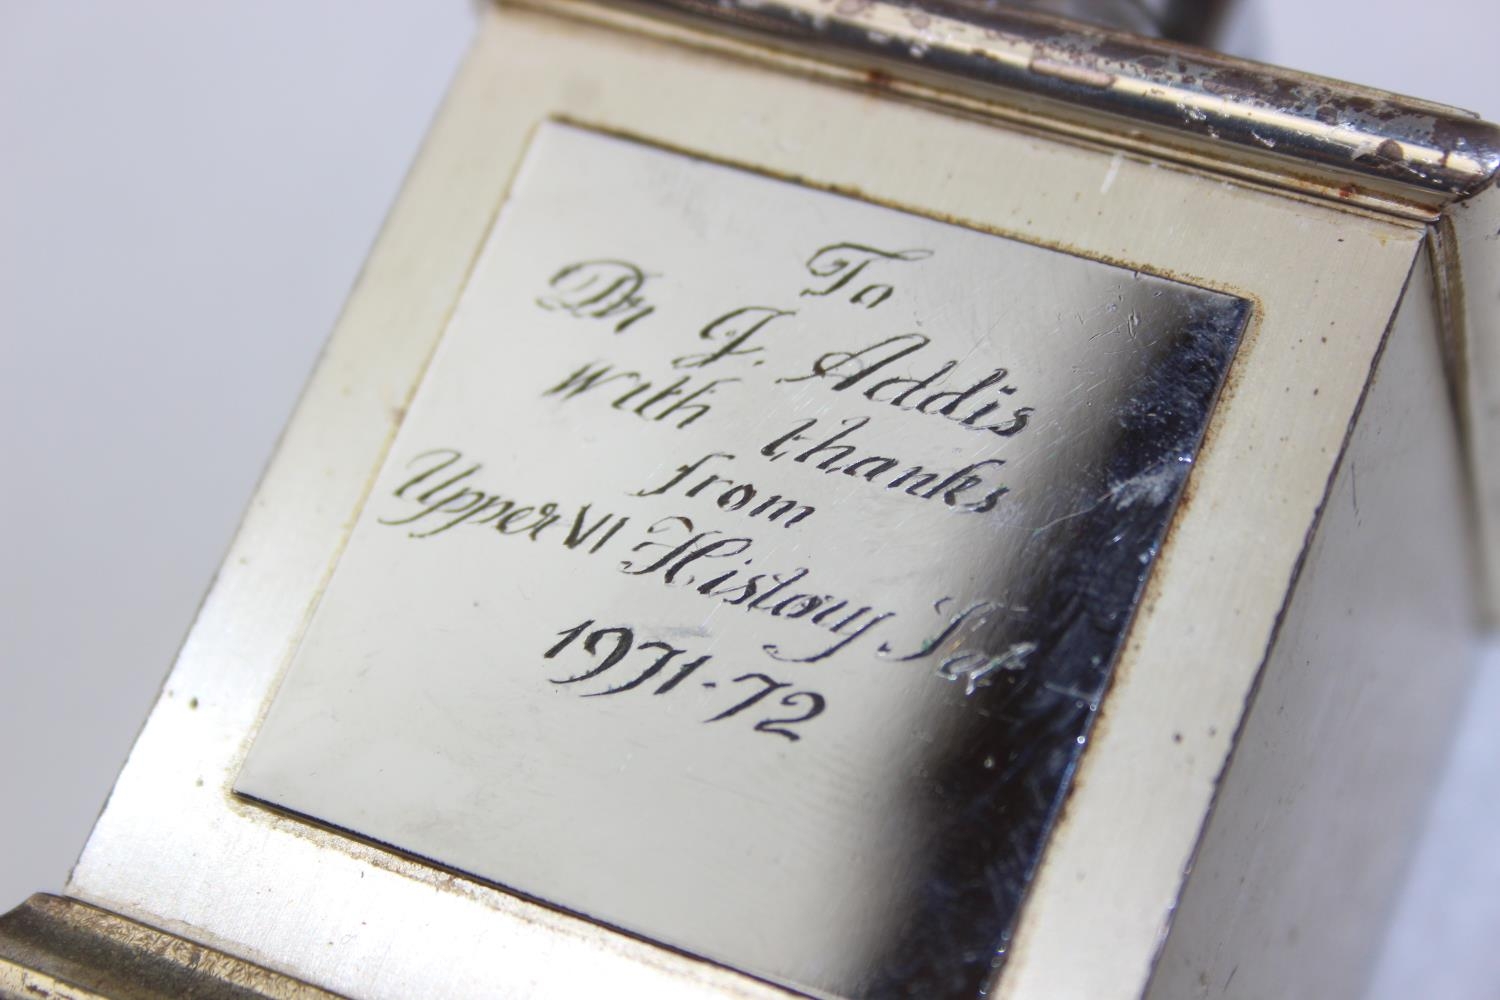 To
Dr J. Addis
With thanks
from
Upper VI History Set
1971-72